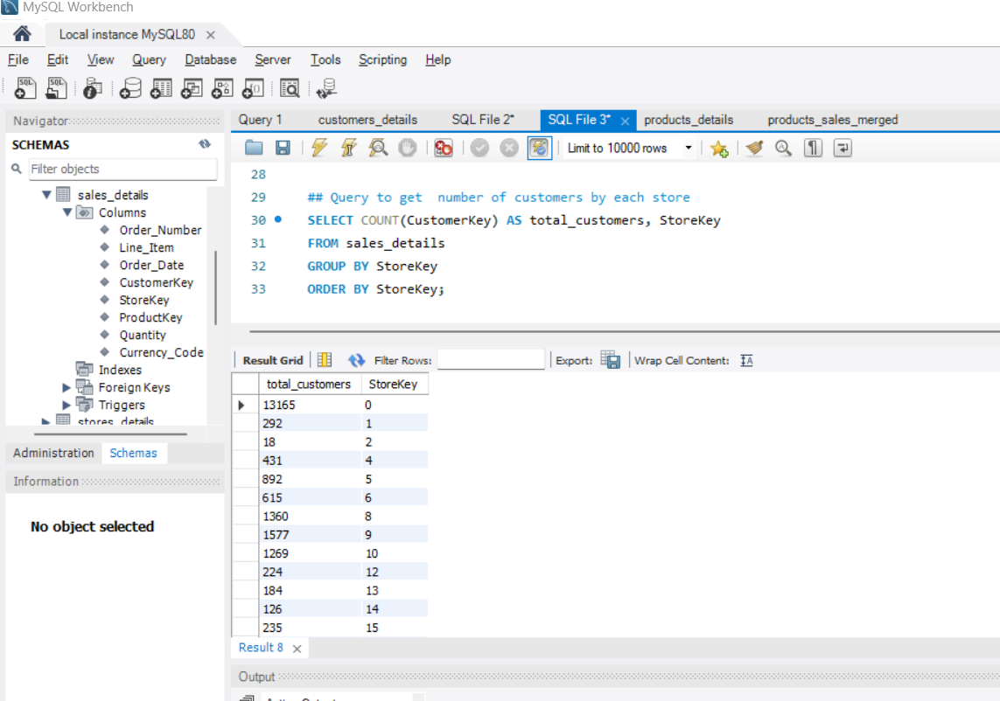 MySQL Workbench
Local instance MySQL80
File Edit View Query Database Server Tools Scripting Help
SQL SQL
Navigator
Query 1 customers_details SQL File 2* SQL File 3* products_details products_sales_merged
SCHEMAS
Limit to 10000 rows
Filter objects
sales_details
Columns
Order_Number
Line_Item
Order_Date
CustomerKey
StoreKey
ProductKey
Quantity
Currency_Code
Indexes
Foreign Keys
Triggers
stores_details
Administration Schemas
Information
No object selected
28
29 ## Query to get  number of customers by each store
30 SELECT COUNT(CustomerKey) AS total_customers, StoreKey
31 FROM sales_details
32 GROUP BY StoreKey
33 ORDER BY StoreKey;
Result Grid Filter Rows: Export: Wrap Cell Content:
total_customers StoreKey
13165 0
292 1
18 2
431 4
892 5
615 6
1360 8
1577 9
1269 10
224 12
184 13
126 14
235 15
Result 8
Output
Action Output